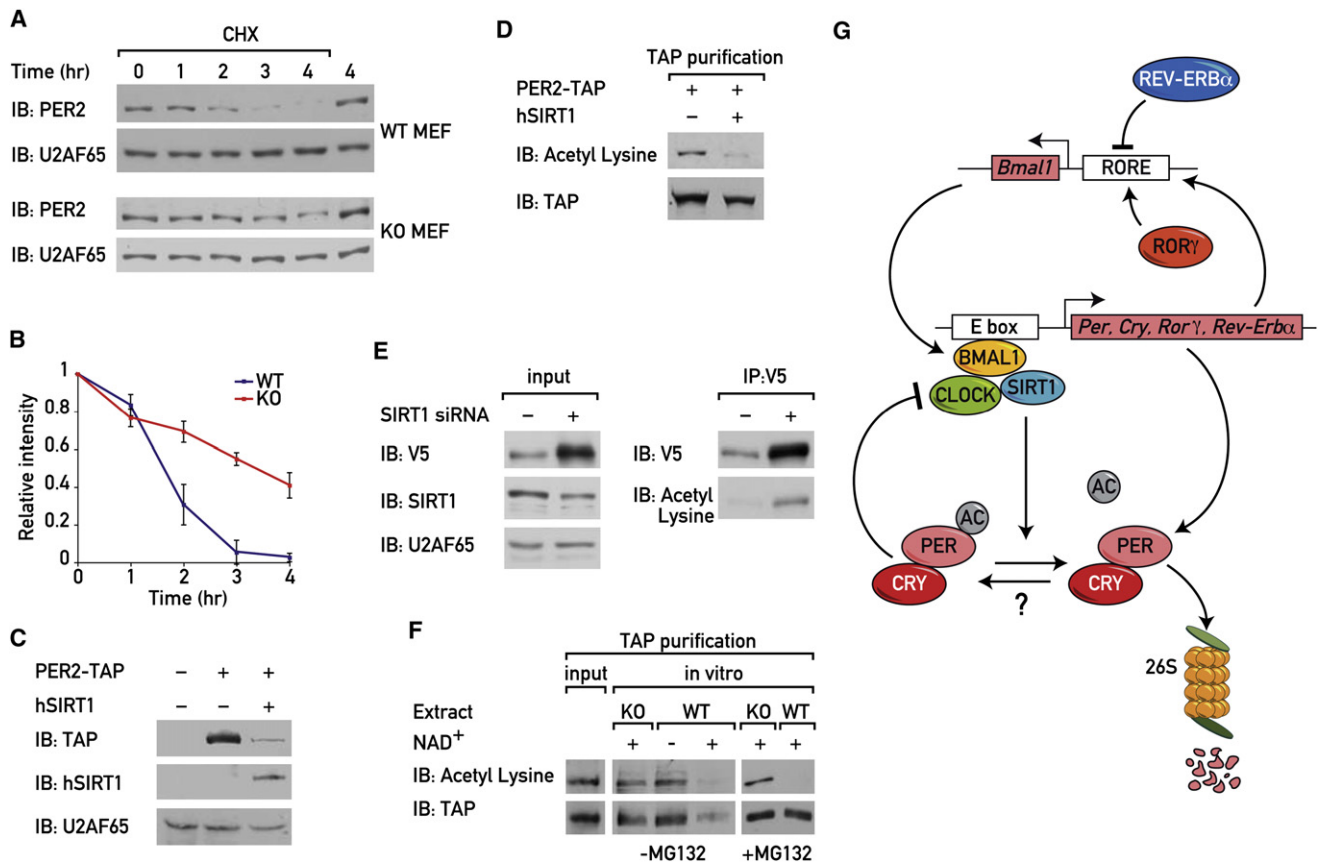 A
CHX
Time (hr) 0 1 2 3 4 4
IB: PER2
WT MEF
IB: U2AF65
IB: PER2
KO MEF
IB: U2AF65
B
WT
KO
Relative intensity
1
0.8
0.6
0.4
0.2
0
0 1 2 3 4
Time (hr)
C
PER2-TAP – + +
hSIRT1 – – +
IB: TAP
IB: hSIRT1
IB: U2AF65
D
TAP purification
PER2-TAP + +
hSIRT1 – +
IB: Acetyl Lysine
IB: TAP
E
input
IP:V5
SIRT1 siRNA – + – +
IB: V5
IB: V5
IB: SIRT1
IB: Acetyl
Lysine
IB: U2AF65
F
TAP purification
input in vitro
Extract KO WT KO WT
NAD+ + - + + +
IB: Acetyl Lysine
IB: TAP
-MG132 +MG132
G
REV-ERBα
Bmal1
RORE
RORγ
E box
Per, Cry, Rorγ, Rev-Erbα
BMAL1
CLOCK
SIRT1
AC
AC
PER
PER
CRY
CRY
?
26S